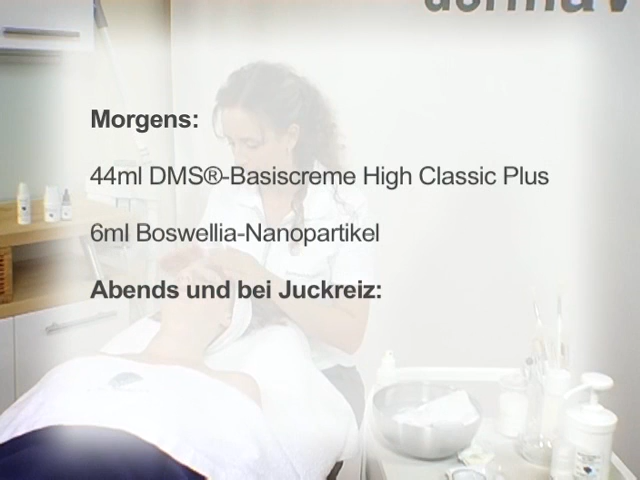 Morgens:
44ml DMS®-Basiscreme High Classic Plus
6ml Boswellia-Nanopartikel
Abends und bei Juckreiz: